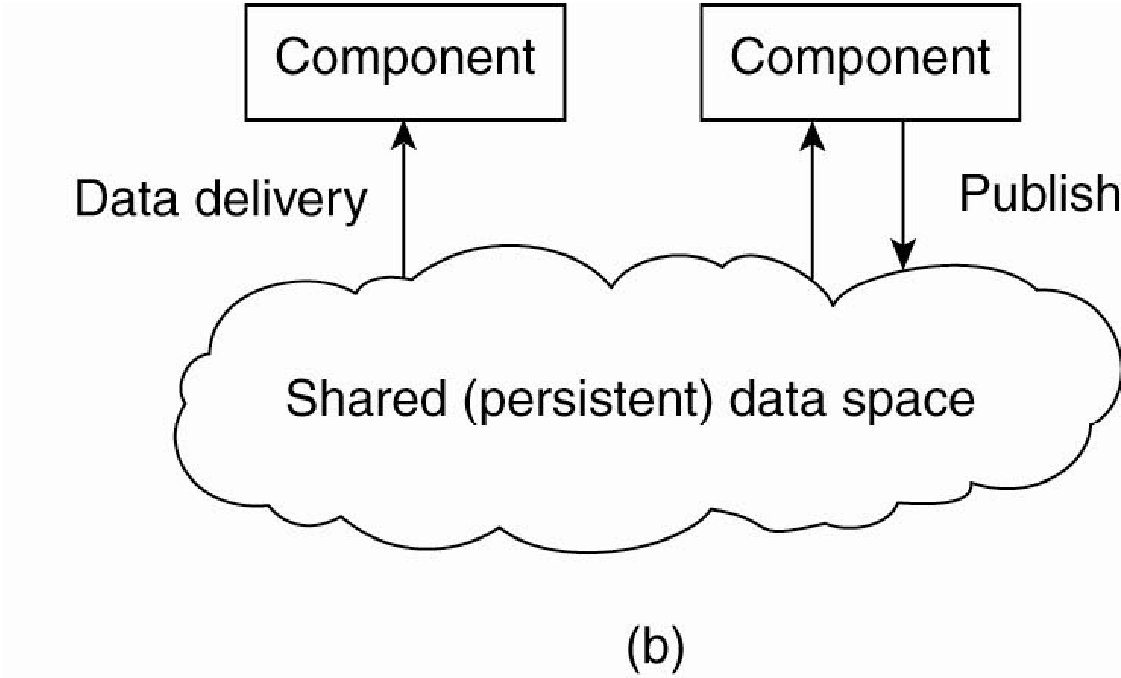 Component
Component
Data delivery
Publish
Shared (persistent) data space
(b)